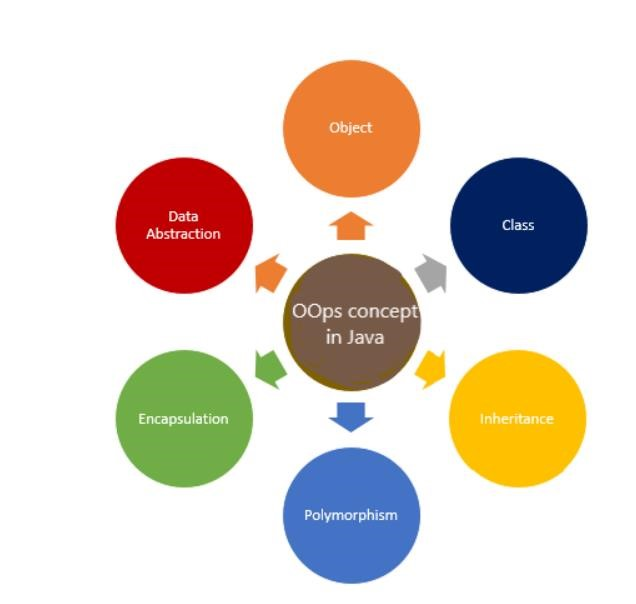 Object
Data
Abstraction
Class
OOps concept
in Java
Encapsulation
Inheritance
Polymorphism